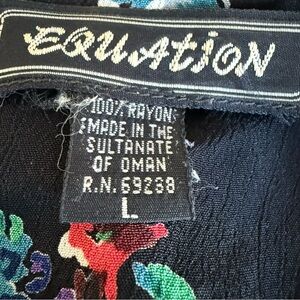 EQUATION
100% RAYON
MADE IN THE
SULTANATE
OF OMAN
R.N. 69238
L